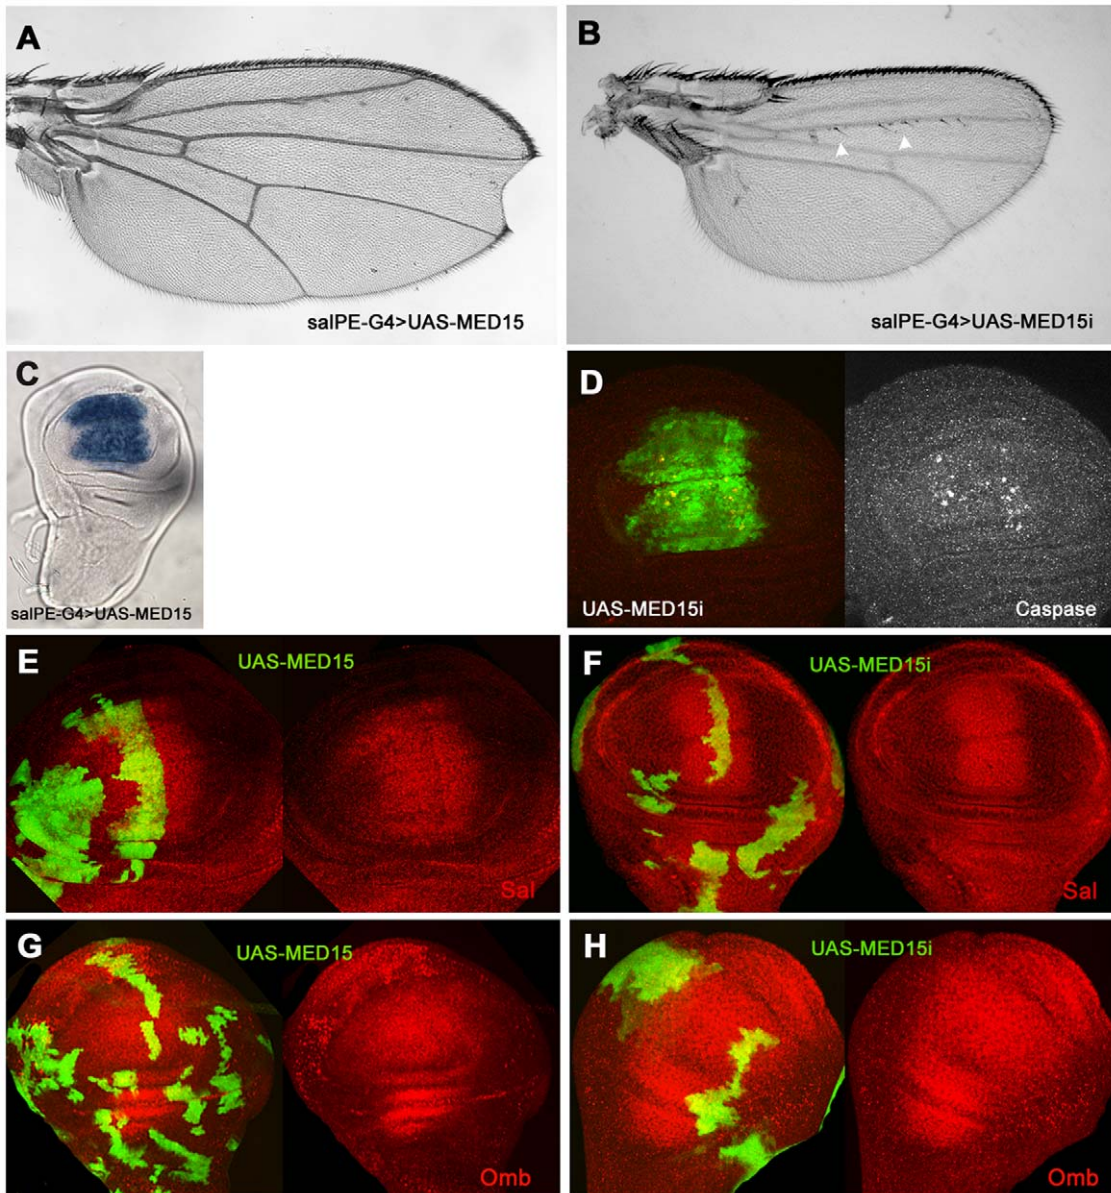 A
B
salPE-G4>UAS-MED15
salPE-G4>UAS-MED15i
C
D
salPE-G4>UAS-MED15
UAS-MED15i
Caspase
E
UAS-MED15
F
UAS-MED15i
Sal
Sal
G
UAS-MED15
H
UAS-MED15i
Omb
Omb